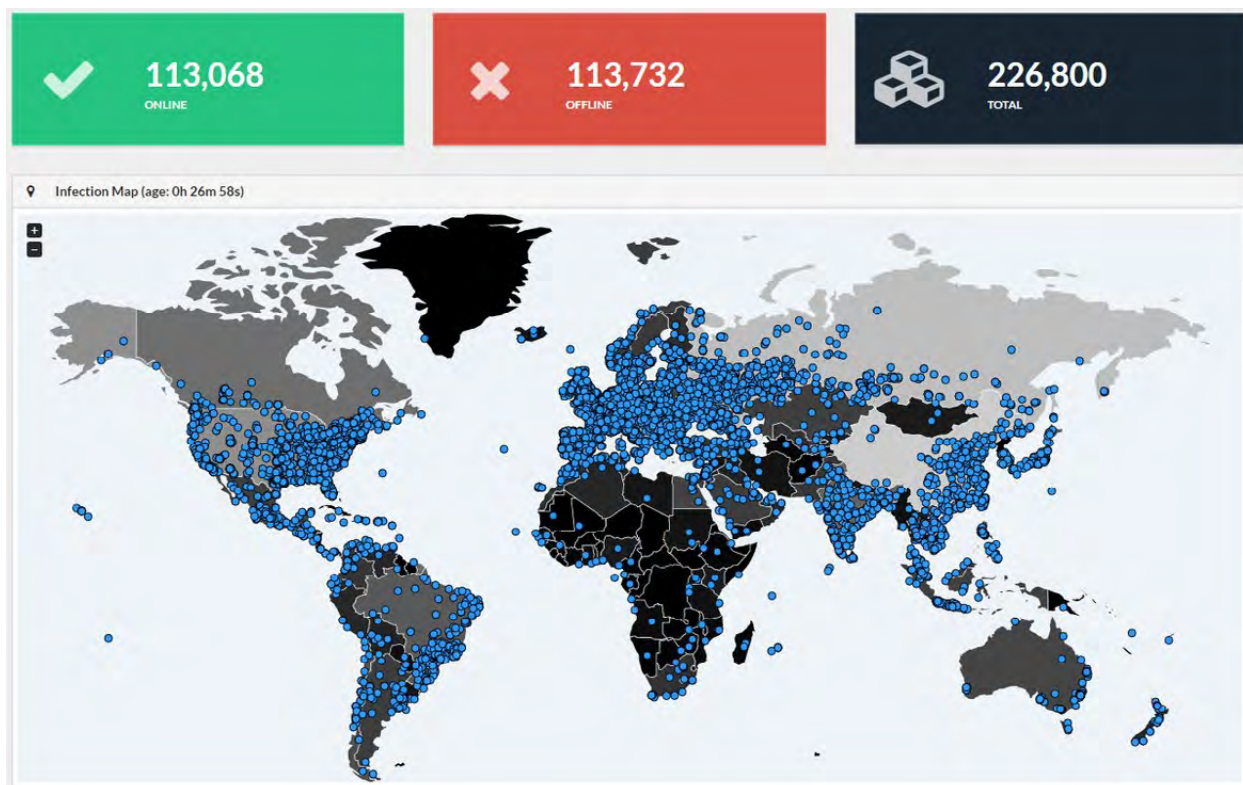 113,068
ONLINE
113,732
OFFLINE
226,800
TOTAL
Infection Map (age: 0h 26m 58s)
+
-